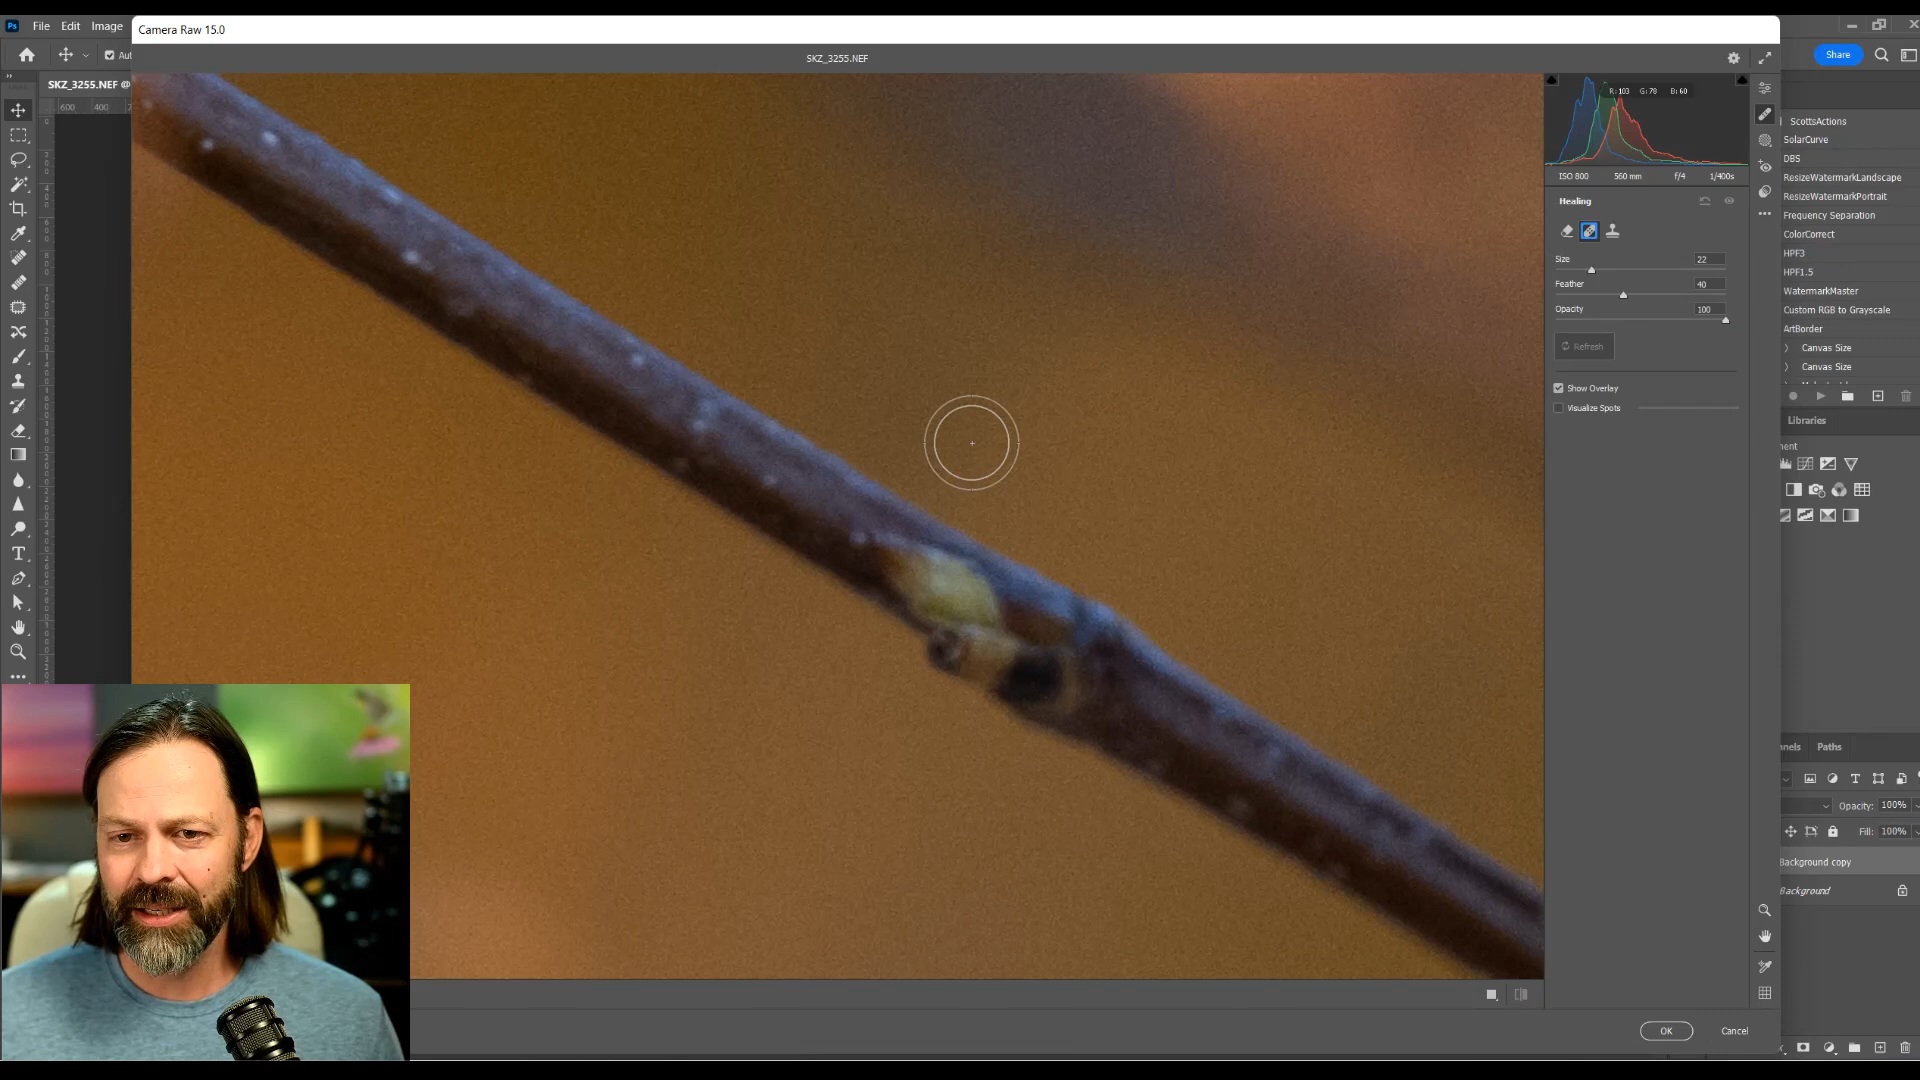 Ps File Edit Image
Camera Raw 15.0
Share
SKZ_3255.NEF
SKZ_3255.NEF @
600 400
R: 103 G: 78 B: 60
ISO 800 560 mm f/4 1/400s
Healing
Size 22
Feather 40
Opacity 100
Refresh
Show Overlay
Visualize Spots
ScottsActions
SolarCurve
DBS
ResizeWatermarkLandscape
ResizeWatermarkPortrait
Frequency Separation
ColorCorrect
HPF3
HPF1.5
WatermarkMaster
Custom RGB to Grayscale
ArtBorder
Canvas Size
Canvas Size
Libraries
Paths
Opacity: 100%
Fill: 100%
Background copy
Background
OK Cancel